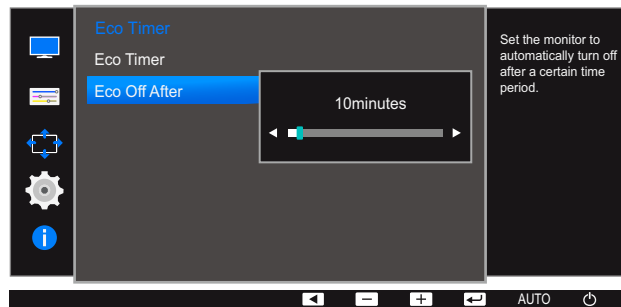 Eco Timer
Eco Timer
Eco Off After
10minutes
Set the monitor to
automatically turn off
after a certain time
period.
AUTO